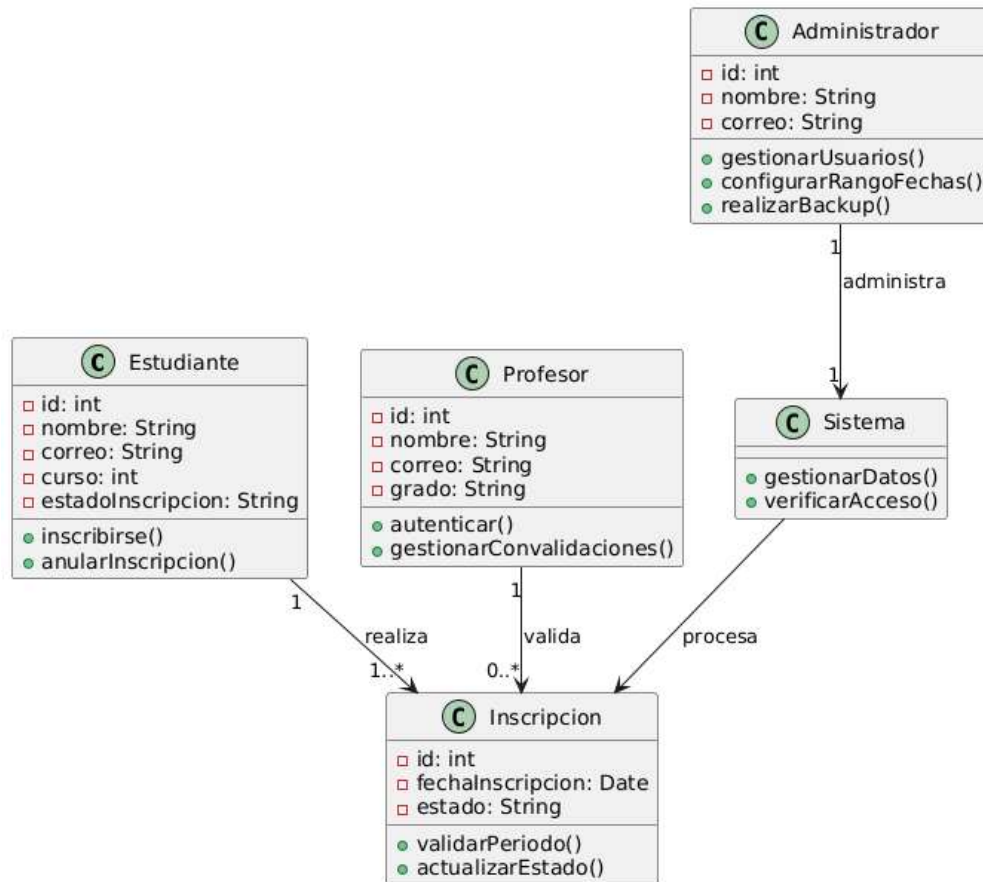 C Administrador
id: int
nombre: String
correo: String
gestionarUsuarios()
configurarRangoFechas()
realizarBackup()
1
administra
1
C Estudiante
id: int
nombre: String
correo: String
curso: int
estadoInscripcion: String
inscribirse()
anularInscripcion()
C Profesor
id: int
nombre: String
correo: String
grado: String
autenticar()
gestionarConvalidaciones()
C Sistema
gestionarDatos()
verificarAcceso()
1
realiza
1..*
1
valida
0..*
procesa
C Inscripcion
id: int
fechaInscripcion: Date
estado: String
validarPeriodo()
actualizarEstado()